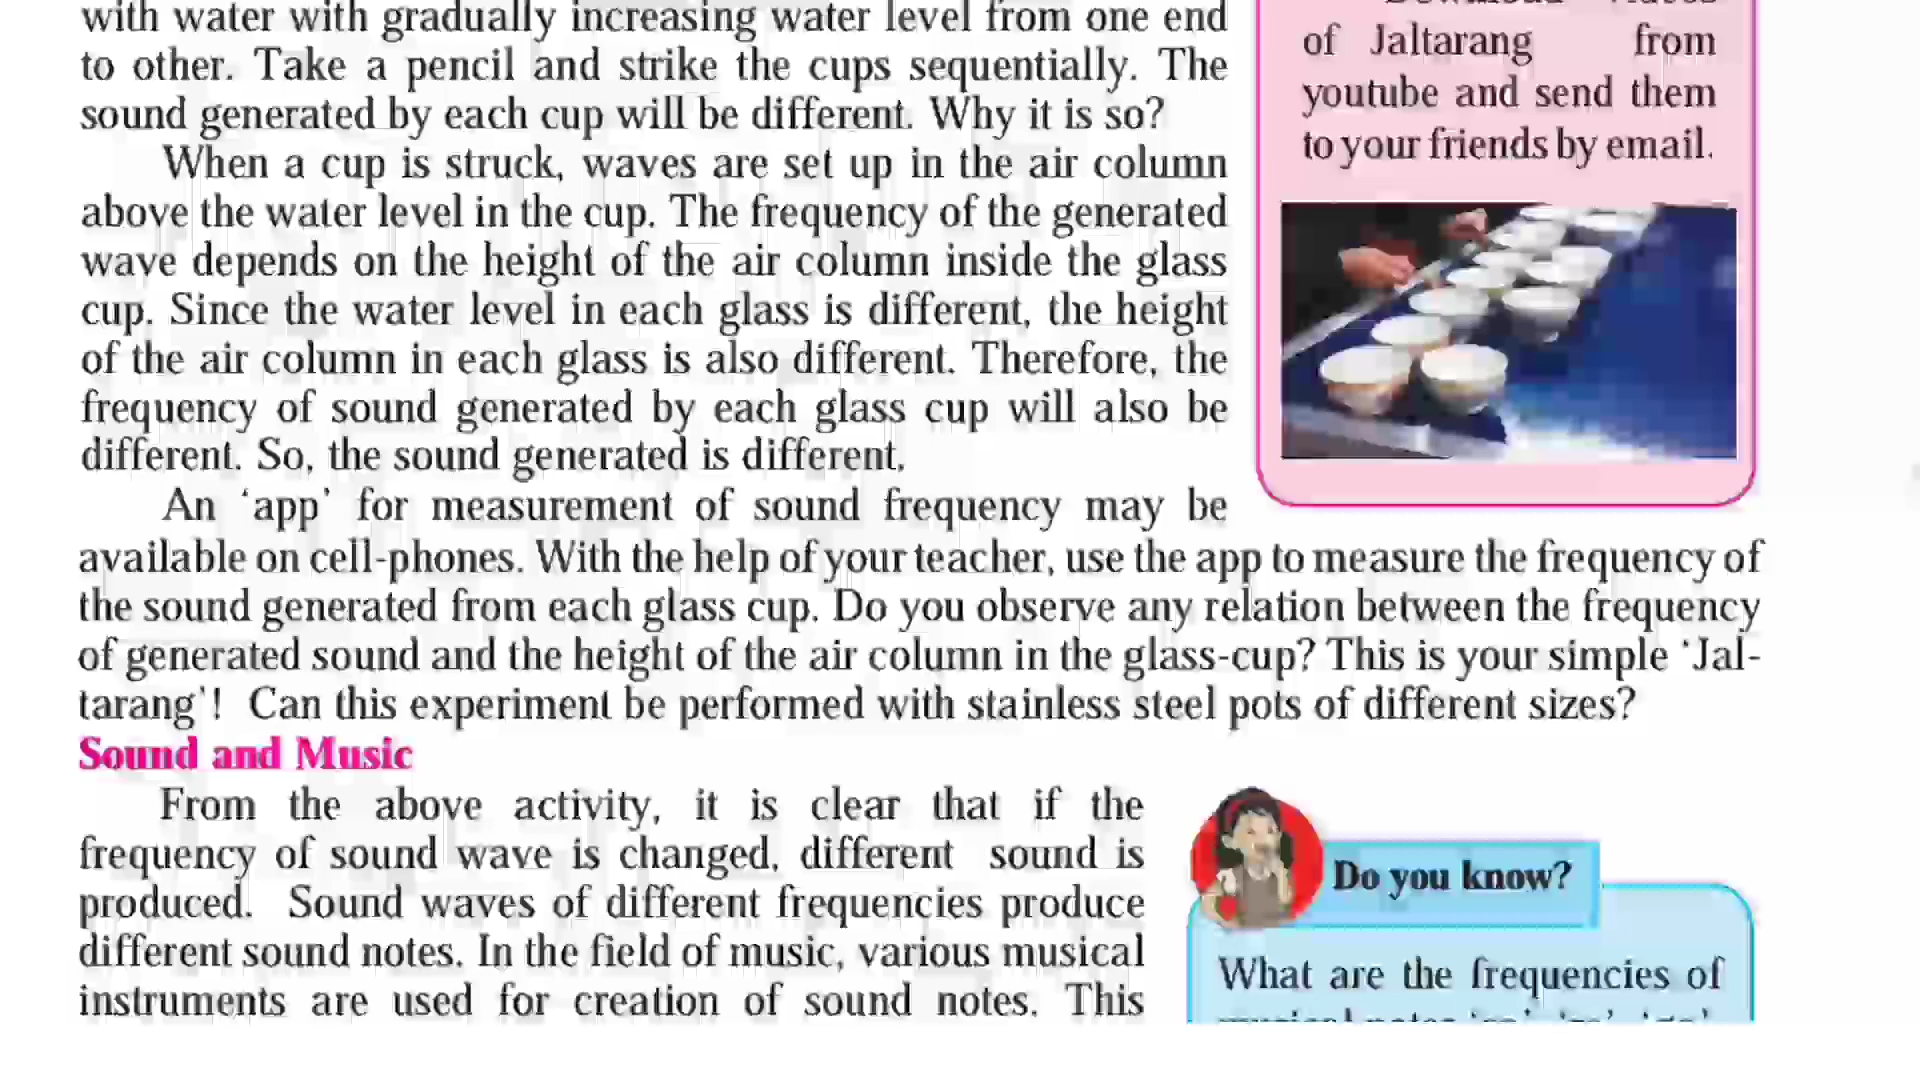 with water with gradually increasing water level from one end
to other. Take a pencil and strike the cups sequentially. The
sound generated by each cup will be different. Why it is so?
When a cup is struck, waves are set up in the air column
above the water level in the cup. The frequency of the generated
wave depends on the height of the air column inside the glass
cup. Since the water level in each glass is different, the height
of the air column in each glass is also different. Therefore, the
frequency of sound generated by each glass cup will also be
different. So, the sound generated is different.
An ‘app’ for measurement of sound frequency may be
available on cell-phones. With the help of your teacher, use the app to measure the frequency of
the sound generated from each glass cup. Do you observe any relation between the frequency
of generated sound and the height of the air column in the glass-cup? This is your simple ‘Jal-
tarang’! Can this experiment be performed with stainless steel pots of different sizes?
of Jaltarang from
youtube and send them
to your friends by email.
Sound and Music
From the above activity, it is clear that if the
frequency of sound wave is changed, different sound is
produced. Sound waves of different frequencies produce
different sound notes. In the field of music, various musical
instruments are used for creation of sound notes. This
Do you know?
What are the frequencies of